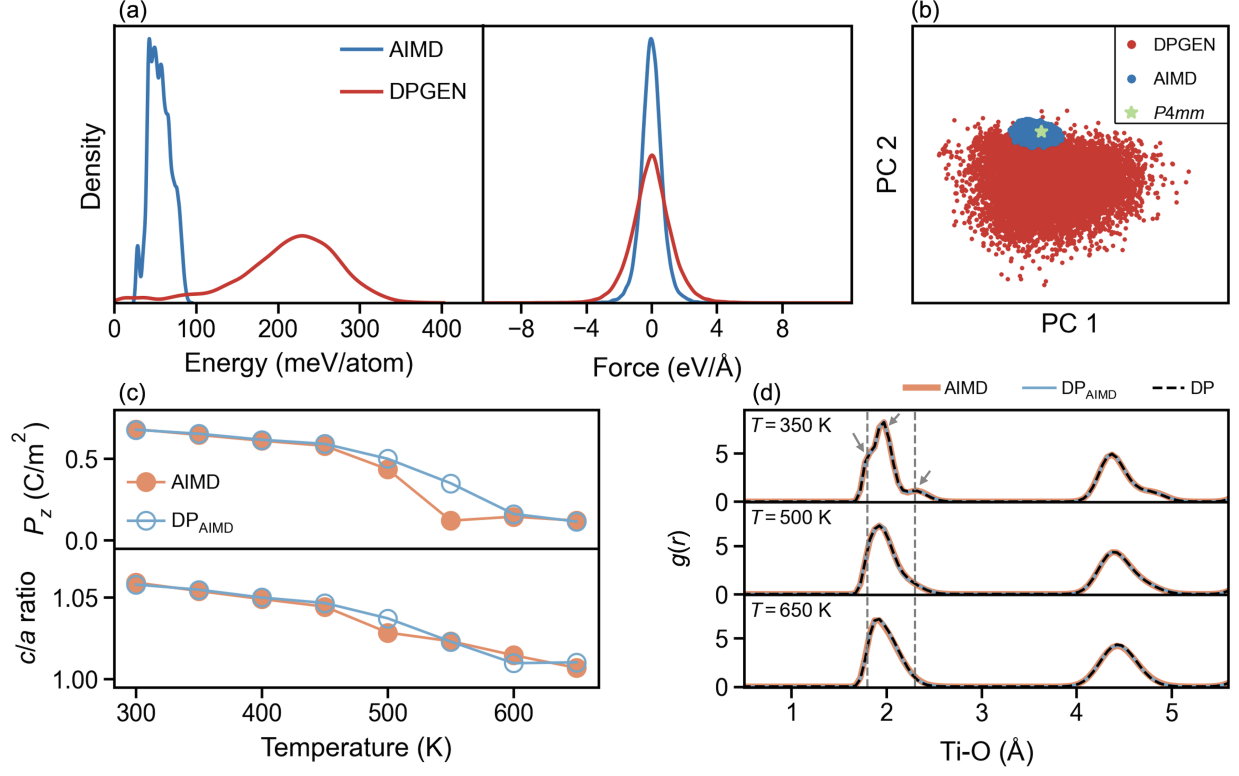 (a)
AIMD
DPGEN
Density
0 100 200 300 400
Energy (meV/atom)
−8 −4 0 4 8
Force (eV/Å)
(b)
DPGEN
AIMD
P4mm
PC 2
PC 1
(c)
0.5
0.0
P_z (C/m²)
AIMD
DP_AIMD
1.05
1.00
c/a ratio
300 400 500 600
Temperature (K)
(d)
AIMD DP_AIMD DP
T = 350 K
5
0
T = 500 K
5
0
T = 650 K
5
0
g(r)
1 2 3 4 5
Ti-O (Å)